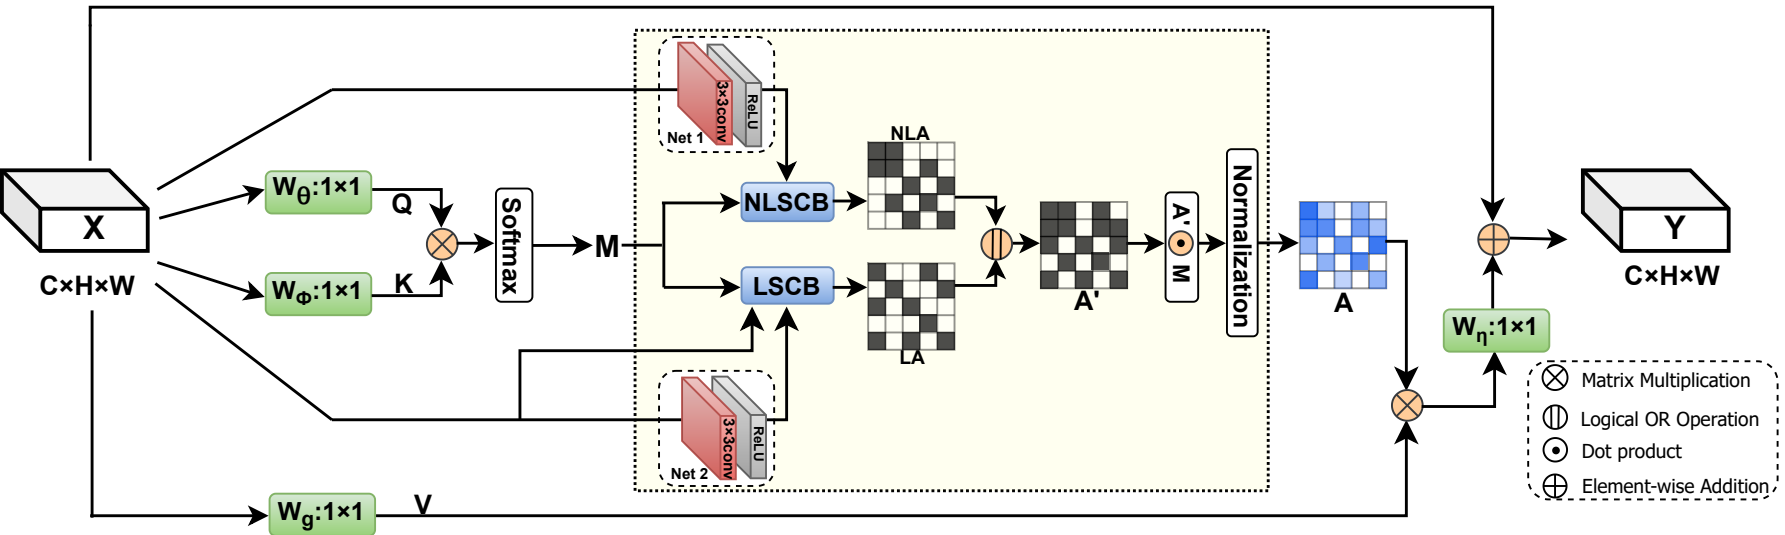 X
C×H×W
Wθ:1×1
Q
WΦ:1×1
K
Wg:1×1
V
Softmax
M
3×3conv
ReLU
Net 1
NLSCB
LSCB
3×3conv
ReLU
Net 2
NLA
LA
A'
A'
M
Normalization
A
Wη:1×1
Y
C×H×W
Matrix Multiplication
Logical OR Operation
Dot product
Element-wise Addition